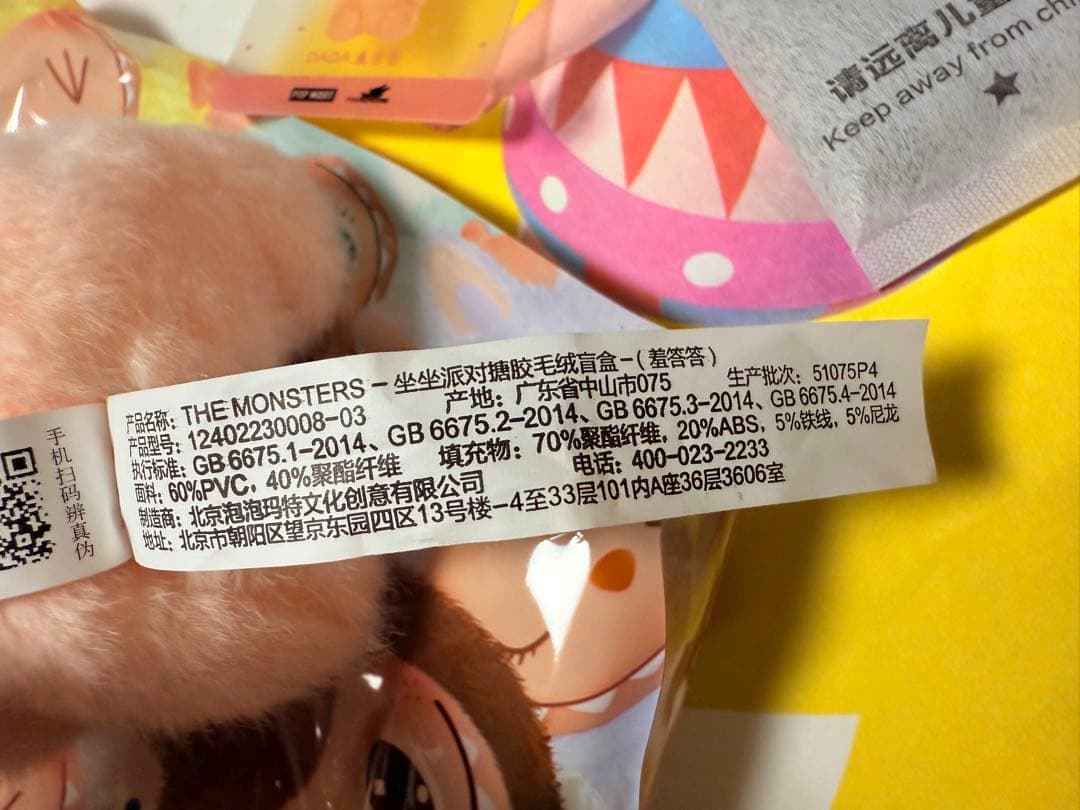 DADA
POP MART
请远离儿童
Keep away from chi
手机扫码辨真伪
产品名称：THE MONSTERS－坐坐派对搪胶毛绒盲盒－(羞答答)
产品型号：12402230008-03 产地：广东省中山市075 生产批次：51075P4
执行标准：GB 6675.1-2014、GB 6675.2-2014、GB 6675.3-2014、GB 6675.4-2014
面料：60%PVC，40%聚酯纤维 填充物：70%聚酯纤维，20%ABS，5%铁线，5%尼龙
制造商：北京泡泡玛特文化创意有限公司 电话：400-023-2233
地址：北京市朝阳区望京东园四区13号楼-4至33层101内A座36层3606室